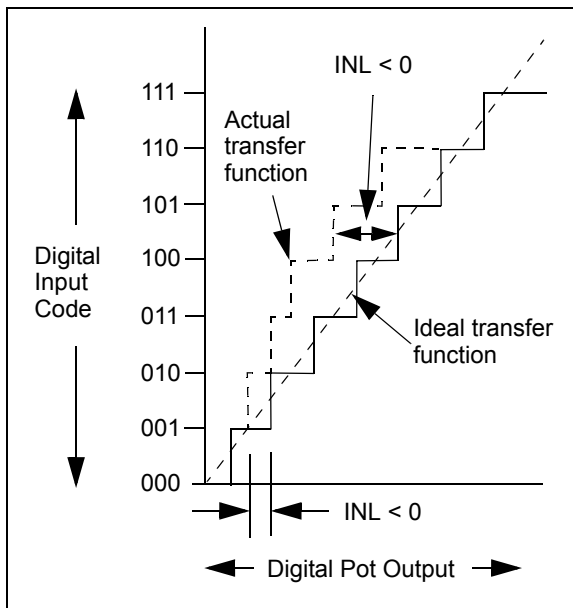 INL < 0
111
Actual
transfer
function
110
101
Digital
Input
Code
100
011
Ideal transfer
function
010
001
000
INL < 0
Digital Pot Output